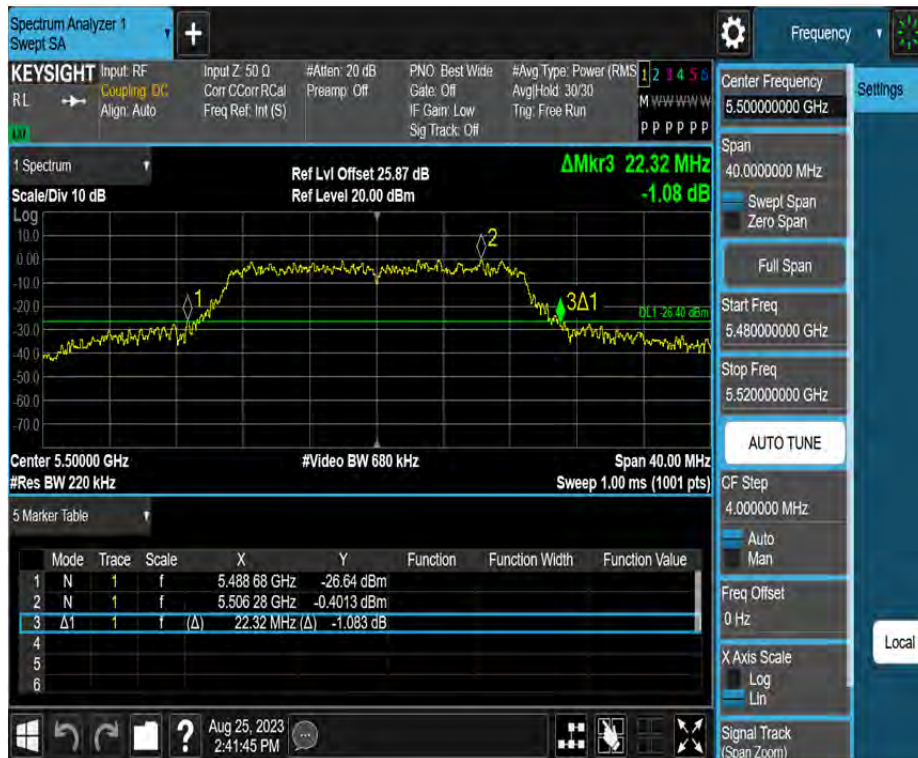 Spectrum Analyzer 1
Swept SA
+
Frequency
KEYSIGHT Input: RF Input Z: 50 Ω #Atten: 20 dB PNO: Best Wide #Avg Type: Power (RMS 1 2 3 4 5 6
RL Coupling: DC Corr CCorr RCal Preamp: Off Gate: Off Avg|Hold: 30/30 M W W W W W
Align: Auto Freq Ref: Int (S) IF Gain: Low Trig: Free Run
Sig Track: Off P P P P P P
LXI
1 Spectrum
Ref Lvl Offset 25.87 dB ΔMkr3 22.32 MHz
Scale/Div 10 dB Ref Level 20.00 dBm -1.08 dB
Log
10.0
0.00
-10.0
-20.0
-30.0
-40.0
-50.0
-60.0
-70.0
1
2
3Δ1
DL1 -26.40 dBm
Center 5.50000 GHz #Video BW 680 kHz Span 40.00 MHz
#Res BW 220 kHz Sweep 1.00 ms (1001 pts)
5 Marker Table
Mode Trace Scale X Y Function Function Width Function Value
1 N 1 f 5.488 68 GHz -26.64 dBm
2 N 1 f 5.506 28 GHz -0.4013 dBm
3 Δ1 1 f (Δ) 22.32 MHz (Δ) -1.083 dB
4
5
6
?
Aug 25, 2023
2:41:45 PM
Center Frequency
5.500000000 GHz
Settings
Span
40.0000000 MHz
Swept Span
Zero Span
Full Span
Start Freq
5.480000000 GHz
Stop Freq
5.520000000 GHz
AUTO TUNE
CF Step
4.000000 MHz
Auto
Man
Freq Offset
0 Hz
Local
X Axis Scale
Log
Lin
Signal Track
(Span Zoom)